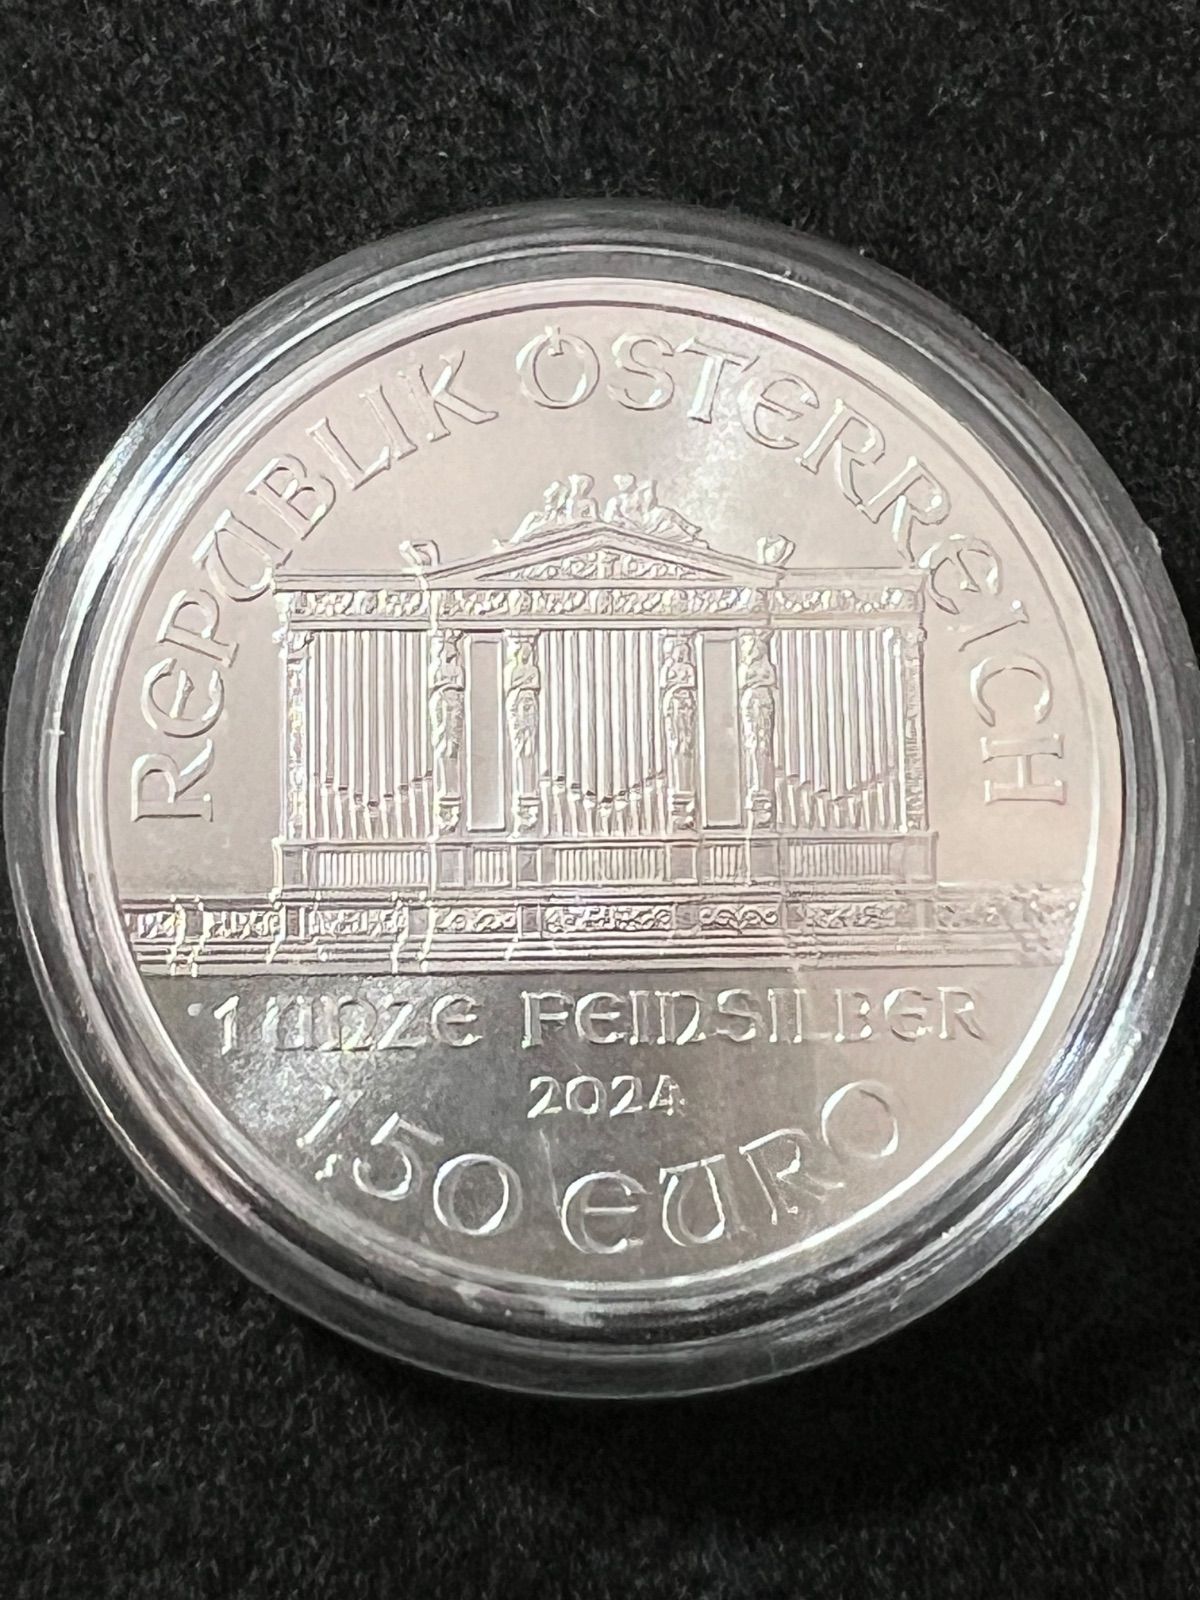 REPUBLIK ÖSTERREICH
1 UNZE FEINSILBER
2024
1,50 EURO